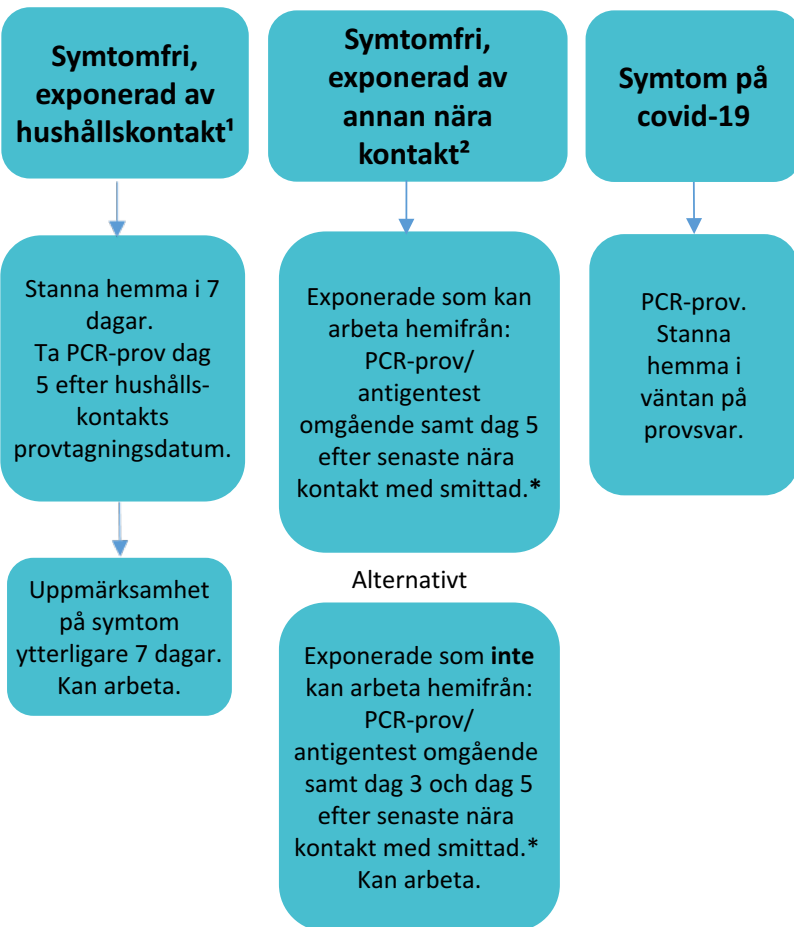 Symtomfri,
exponerad av
hushållskontakt¹
Stanna hemma i 7
dagar.
Ta PCR-prov dag
5 efter hushålls-
kontakts
provtagningsdatum.
Uppmärksamhet
på symtom
ytterligare 7 dagar.
Kan arbeta.
Symtomfri,
exponerad av
annan nära
kontakt²
Exponerade som kan
arbeta hemifrån:
PCR-prov/
antigentest
omgående samt dag 5
efter senaste nära
kontakt med smittad.*
Alternativt
Exponerade som inte
kan arbeta hemifrån:
PCR-prov/
antigentest omgående
samt dag 3 och dag 5
efter senaste nära
kontakt med smittad.*
Kan arbeta.
Symtom på
covid-19
PCR-prov.
Stanna
hemma i
väntan på
provsvar.